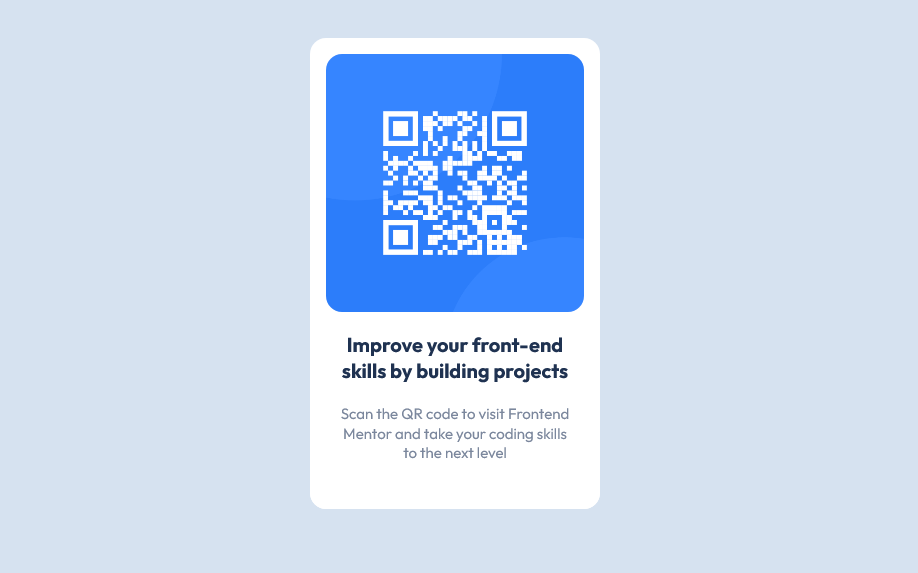 Improve your front-end
skills by building projects
Scan the QR code to visit Frontend
Mentor and take your coding skills
to the next level